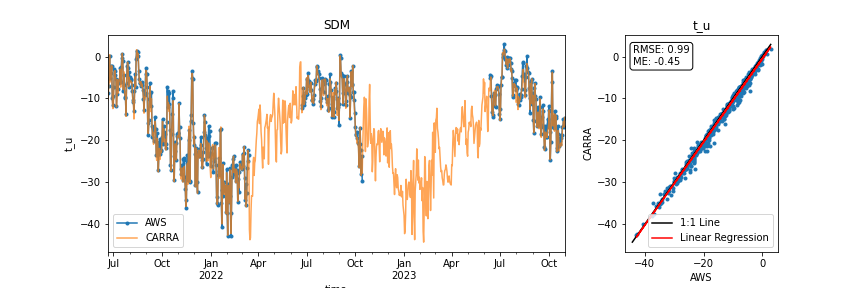 SDM
t_u
0
−10
−20
−30
−40
t_u
AWS
CARRA
Jul
Oct
Jan
2022
Apr
Jul
Oct
Jan
2023
Apr
Jul
Oct
time
RMSE: 0.99
ME: -0.45
0
−10
−20
−30
−40
CARRA
1:1 Line
Linear Regression
−40
−20
0
AWS